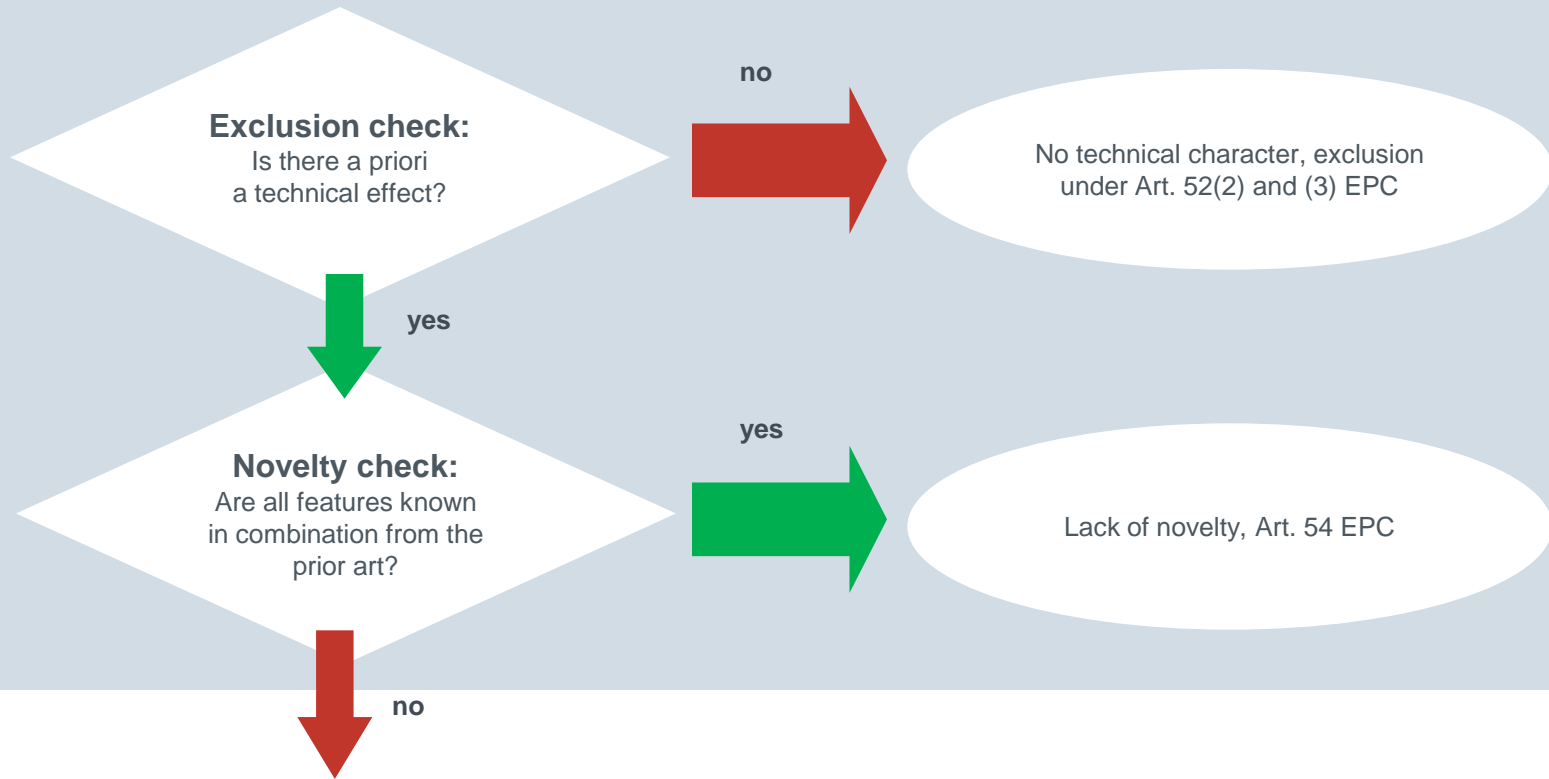 no
Exclusion check:
Is there a priori
a technical effect?
No technical character, exclusion
under Art. 52(2) and (3) EPC
yes
yes
Novelty check:
Are all features known
in combination from the
prior art?
Lack of novelty, Art. 54 EPC
no